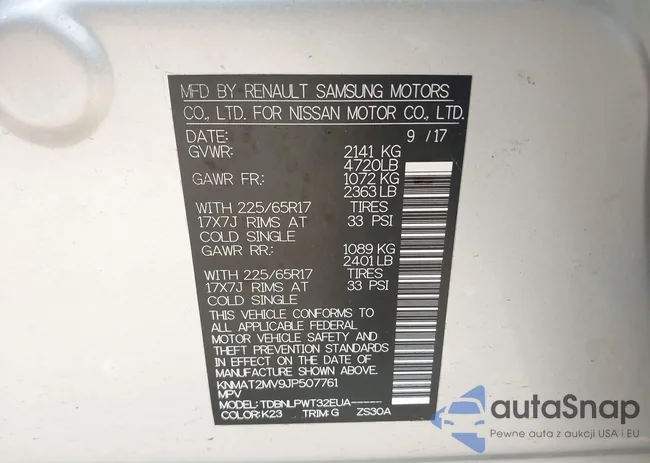 MFD BY RENAULT SAMSUNG MOTORS
CO., LTD. FOR NISSAN MOTOR CO., LTD.
DATE: 9 / 17
GVWR: 2141 KG
4720LB
GAWR FR: 1072 KG
2363 LB
WITH 225/65R17 TIRES
17X7J RIMS AT 33 PSI
COLD SINGLE
GAWR RR: 1089 KG
2401 LB
WITH 225/65R17 TIRES
17X7J RIMS AT 33 PSI
COLD SINGLE
THIS VEHICLE CONFORMS TO
ALL APPLICABLE FEDERAL
MOTOR VEHICLE SAFETY AND
THEFT PREVENTION STANDARDS
IN EFFECT ON THE DATE OF
MANUFACTURE SHOWN ABOVE.
KNMAT2MV9JP507761
MPV
MODEL: TDBNLPWT32EUA-----
COLOR: K23 TRIM: G ZS30A
autaSnap
Pewne auto z aukcji USA i EU